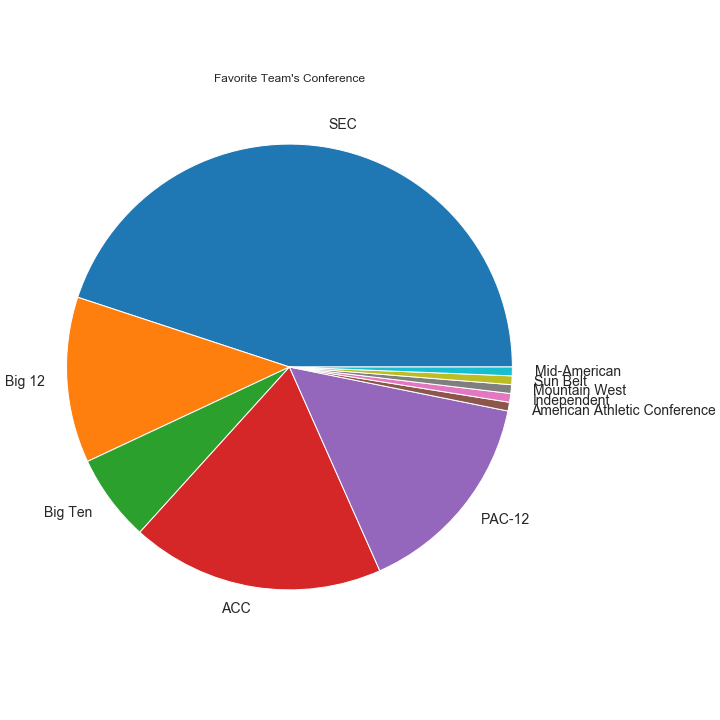 Favorite Team's Conference
SEC
Big 12
Big Ten
ACC
PAC-12
Mid-American
Sun Belt
Mountain West
Independent
American Athletic Conference